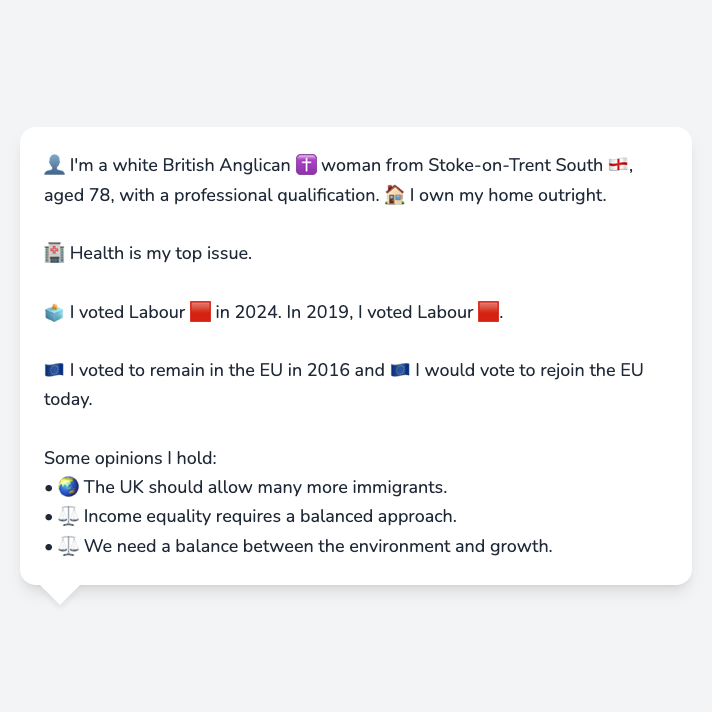 👤 I'm a white British Anglican ✝️ woman from Stoke-on-Trent South 🏴󠁧󠁢󠁥󠁮󠁧󠁿,
aged 78, with a professional qualification. 🏠 I own my home outright.
🏥 Health is my top issue.
🗳️ I voted Labour 🟥 in 2024. In 2019, I voted Labour 🟥.
🇪🇺 I voted to remain in the EU in 2016 and 🇪🇺 I would vote to rejoin the EU
today.
Some opinions I hold:
• 🌏 The UK should allow many more immigrants.
• ⚖️ Income equality requires a balanced approach.
• ⚖️ We need a balance between the environment and growth.